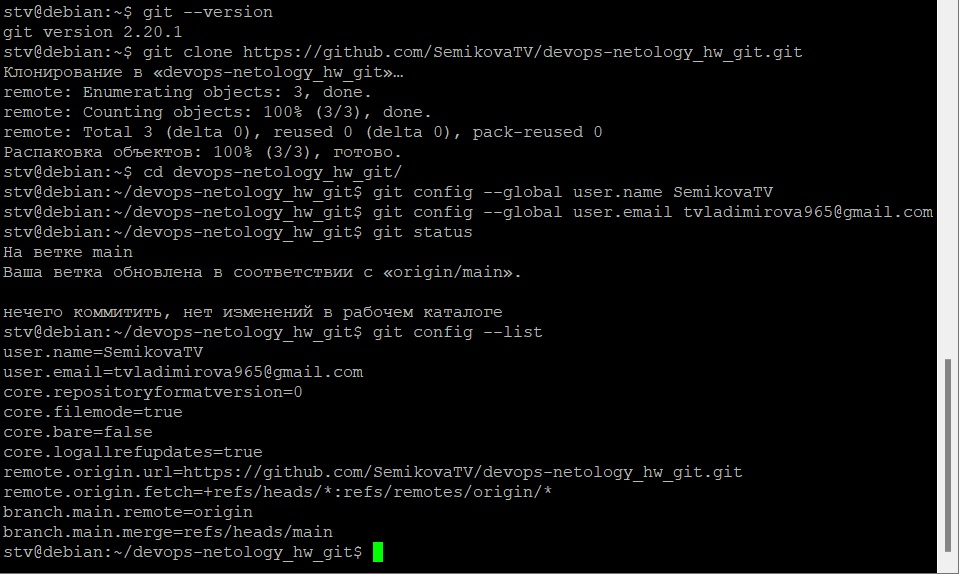 stv@debian:~$ git --version
git version 2.20.1
stv@debian:~$ git clone https://github.com/SemikovaTV/devops-netology_hw_git.git
Клонирование в «devops-netology_hw_git»…
remote: Enumerating objects: 3, done.
remote: Counting objects: 100% (3/3), done.
remote: Total 3 (delta 0), reused 0 (delta 0), pack-reused 0
Распаковка объектов: 100% (3/3), готово.
stv@debian:~$ cd devops-netology_hw_git/
stv@debian:~/devops-netology_hw_git$ git config --global user.name SemikovaTV
stv@debian:~/devops-netology_hw_git$ git config --global user.email tvladimirova965@gmail.com
stv@debian:~/devops-netology_hw_git$ git status
На ветке main
Ваша ветка обновлена в соответствии с «origin/main».
нечего коммитить, нет изменений в рабочем каталоге
stv@debian:~/devops-netology_hw_git$ git config --list
user.name=SemikovaTV
user.email=tvladimirova965@gmail.com
core.repositoryformatversion=0
core.filemode=true
core.bare=false
core.logallrefupdates=true
remote.origin.url=https://github.com/SemikovaTV/devops-netology_hw_git.git
remote.origin.fetch=+refs/heads/*:refs/remotes/origin/*
branch.main.remote=origin
branch.main.merge=refs/heads/main
stv@debian:~/devops-netology_hw_git$